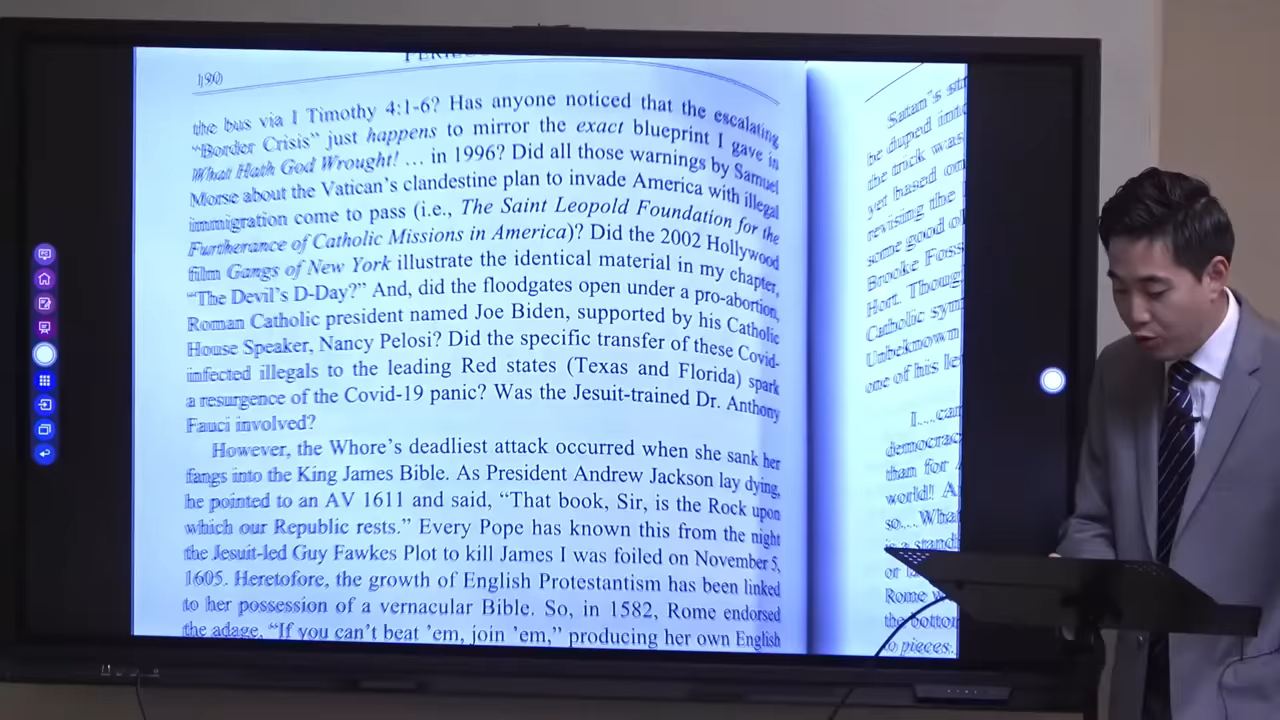 190
the bus via I Timothy 4:1-6? Has anyone noticed that the escalating
“Border Crisis” just happens to mirror the exact blueprint I gave in
What Hath God Wrought! … in 1996? Did all those warnings by Samuel
Morse about the Vatican’s clandestine plan to invade America with illegal
immigration come to pass (i.e., The Saint Leopold Foundation for the
Furtherance of Catholic Missions in America)? Did the 2002 Hollywood
film Gangs of New York illustrate the identical material in my chapter,
“The Devil’s D-Day?” And, did the floodgates open under a pro-abortion,
Roman Catholic president named Joe Biden, supported by his Catholic
House Speaker, Nancy Pelosi? Did the specific transfer of these Covid-
infected illegals to the leading Red states (Texas and Florida) spark
a resurgence of the Covid-19 panic? Was the Jesuit-trained Dr. Anthony
Fauci involved?
However, the Whore’s deadliest attack occurred when she sank her
fangs into the King James Bible. As President Andrew Jackson lay dying,
he pointed to an AV 1611 and said, “That book, Sir, is the Rock upon
which our Republic rests.” Every Pope has known this from the night
the Jesuit-led Guy Fawkes Plot to kill James I was foiled on November 5,
1605. Heretofore, the growth of English Protestantism has been linked
to her possession of a vernacular Bible. So, in 1582, Rome endorsed
the adage, “If you can’t beat ’em, join ’em,” producing her own English
Satan’s
be duped
the trick was
yet based on
revising the
some good
Brooke Foss
Hort.
Catholic
Unbeknown
one of his
I....
democrac
than for
world!
so....
is a
or
Rome
the bottom
to pieces.